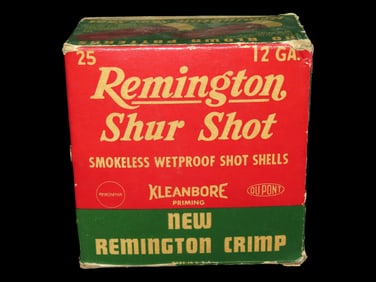 25 12 GA.
Remington
Shur Shot
SMOKELESS WETPROOF SHOT SHELLS
KLEANBORE
PRIMING
DU PONT
NEW
REMINGTON CRIMP